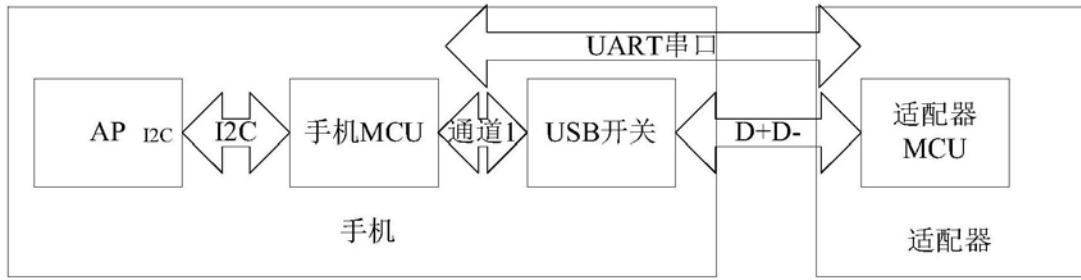 UART串口
AP I2C
I2C
手机MCU
通道1
USB开关
D+D-
适配器
MCU
手机
适配器